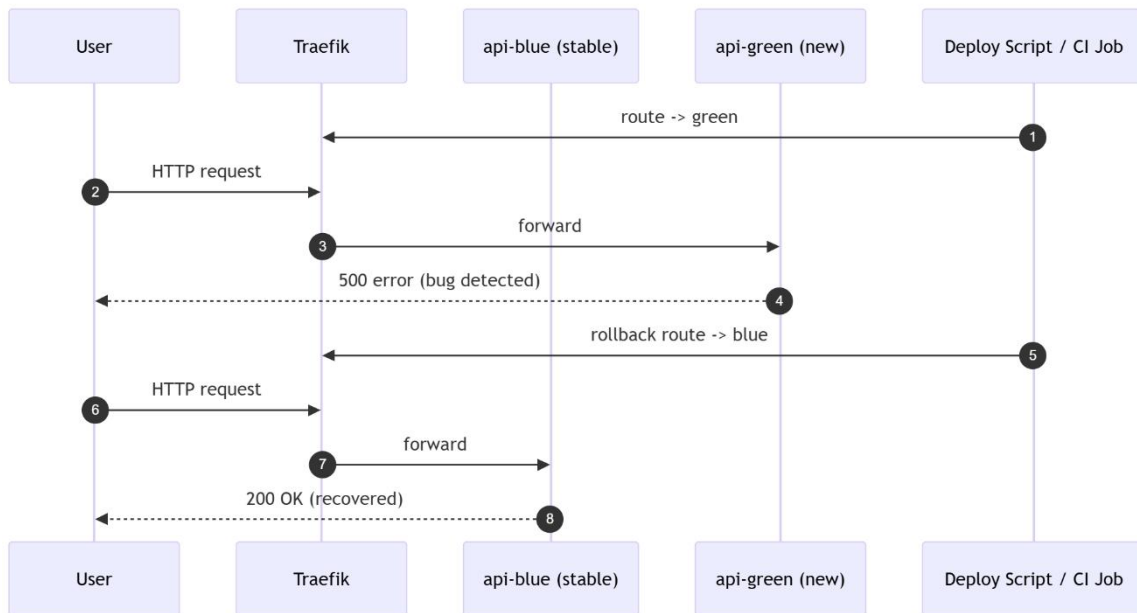 User
Traefik
api-blue (stable)
api-green (new)
Deploy Script / CI Job
route -> green
1
HTTP request
2
forward
3
500 error (bug detected)
4
rollback route -> blue
5
HTTP request
6
forward
7
200 OK (recovered)
8
User
Traefik
api-blue (stable)
api-green (new)
Deploy Script / CI Job